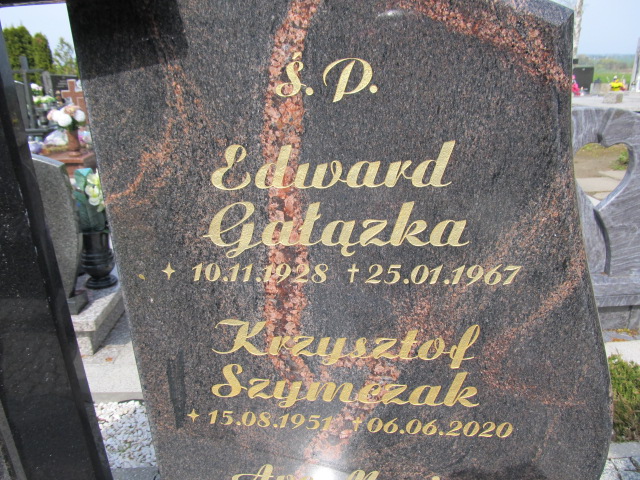 Ś. P.
Edward
Gałązka
✦ 10.11.1928 † 25.01.1967
Krzysztof
Szymczak
✦ 15.08.1951 † 06.06.2020